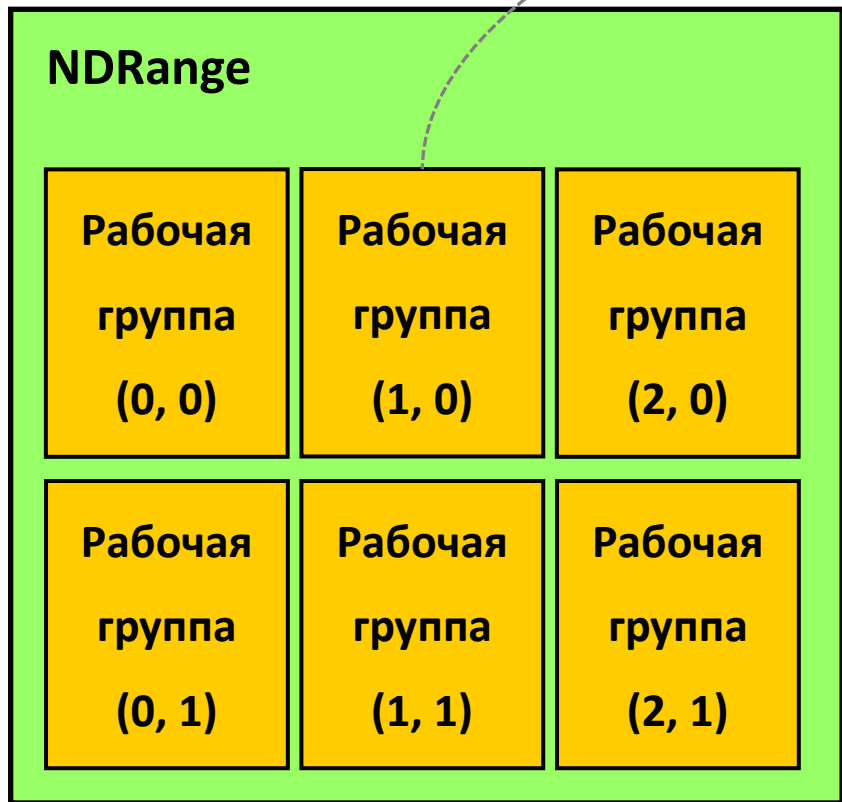 NDRange
Рабочая
группа
(0, 0)
Рабочая
группа
(1, 0)
Рабочая
группа
(2, 0)
Рабочая
группа
(0, 1)
Рабочая
группа
(1, 1)
Рабочая
группа
(2, 1)